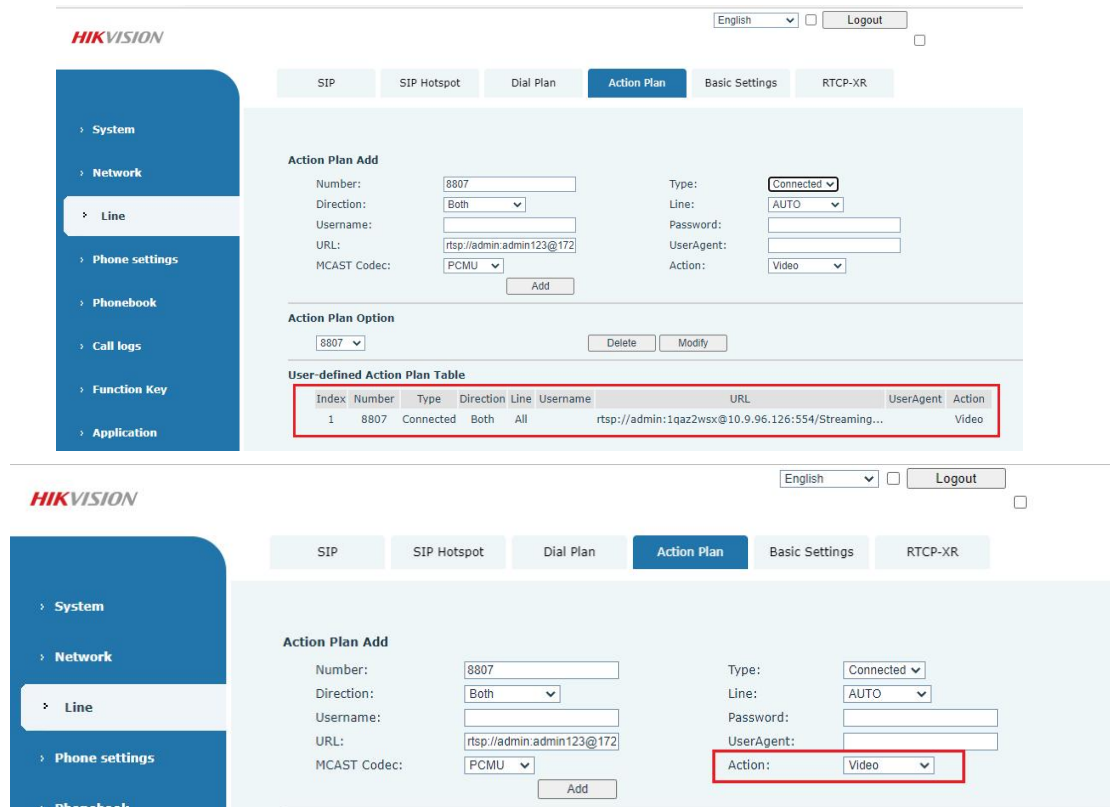 English Logout
HIKVISION
SIP SIP Hotspot Dial Plan Action Plan Basic Settings RTCP-XR
› System
› Network
› Line
› Phone settings
› Phonebook
› Call logs
› Function Key
› Application
Action Plan Add
Number: 8807 Type: Connected
Direction: Both Line: AUTO
Username: Password:
URL: rtsp://admin:admin123@172 UserAgent:
MCAST Codec: PCMU Action: Video
Add
Action Plan Option
8807 Delete Modify
User-defined Action Plan Table
Index Number Type Direction Line Username URL UserAgent Action
1 8807 Connected Both All rtsp://admin:1qaz2wsx@10.9.96.126:554/Streaming... Video
English Logout
HIKVISION
SIP SIP Hotspot Dial Plan Action Plan Basic Settings RTCP-XR
› System
› Network
› Line
› Phone settings
› Phonebook
Action Plan Add
Number: 8807 Type: Connected
Direction: Both Line: AUTO
Username: Password:
URL: rtsp://admin:admin123@172 UserAgent:
MCAST Codec: PCMU Action: Video
Add